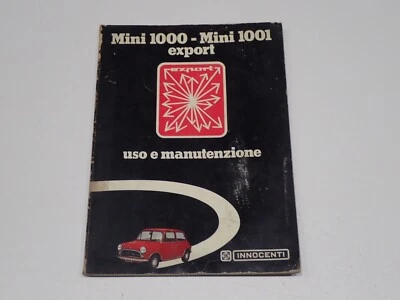 Mini 1000 - Mini 1001
export
export
uso e manutenzione
INNOCENTI